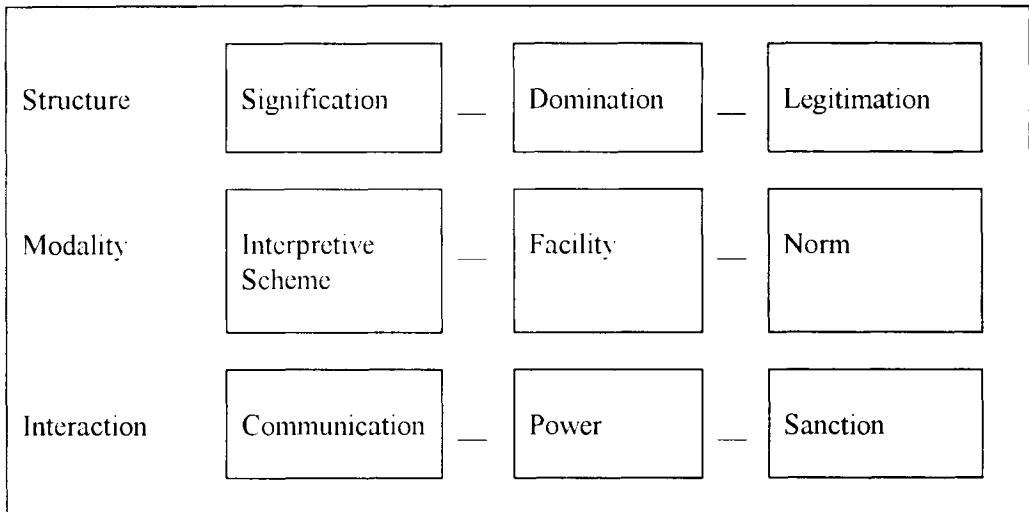 Structure Signification — Domination — Legitimation
Modality Interpretive Scheme — Facility — Norm
Interaction Communication — Power — Sanction